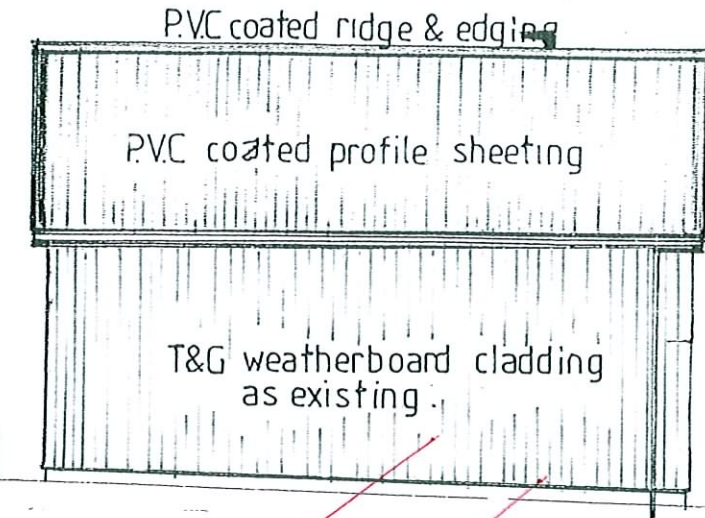 P.V.C coated ridge & edging
P.V.C coated profile sheeting
T&G weatherboard cladding
as existing.